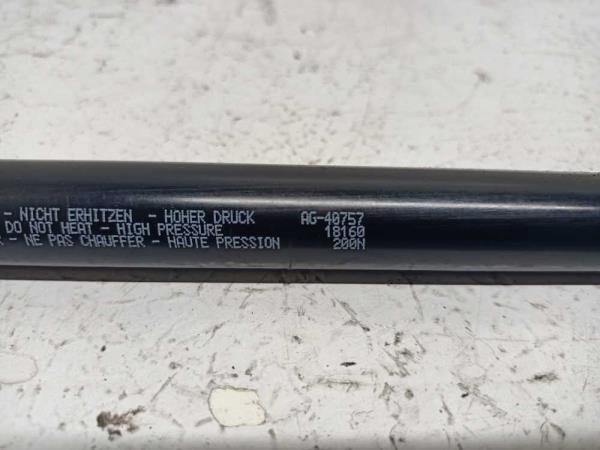 - NICHT ERHITZEN - HOHER DRUCK AG-40757
DO NOT HEAT - HIGH PRESSURE 18160
- NE PAS CHAUFFER - HAUTE PRESSION 200N